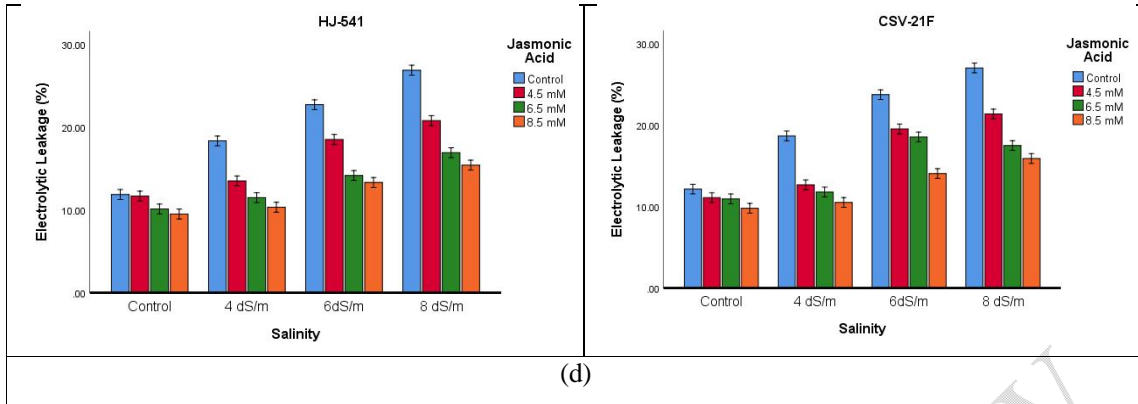 HJ-541
30.00
20.00
10.00
.00
Electrolytic Leakage (%)
Control
4 dS/m
6dS/m
8 dS/m
Salinity
Jasmonic
Acid
Control
4.5 mM
6.5 mM
8.5 mM
CSV-21F
30.00
20.00
10.00
.00
Electrolytic Leakage (%)
Control
4 dS/m
6dS/m
8 dS/m
Salinity
Jasmonic
Acid
Control
4.5 mM
6.5 mM
8.5 mM
(d)